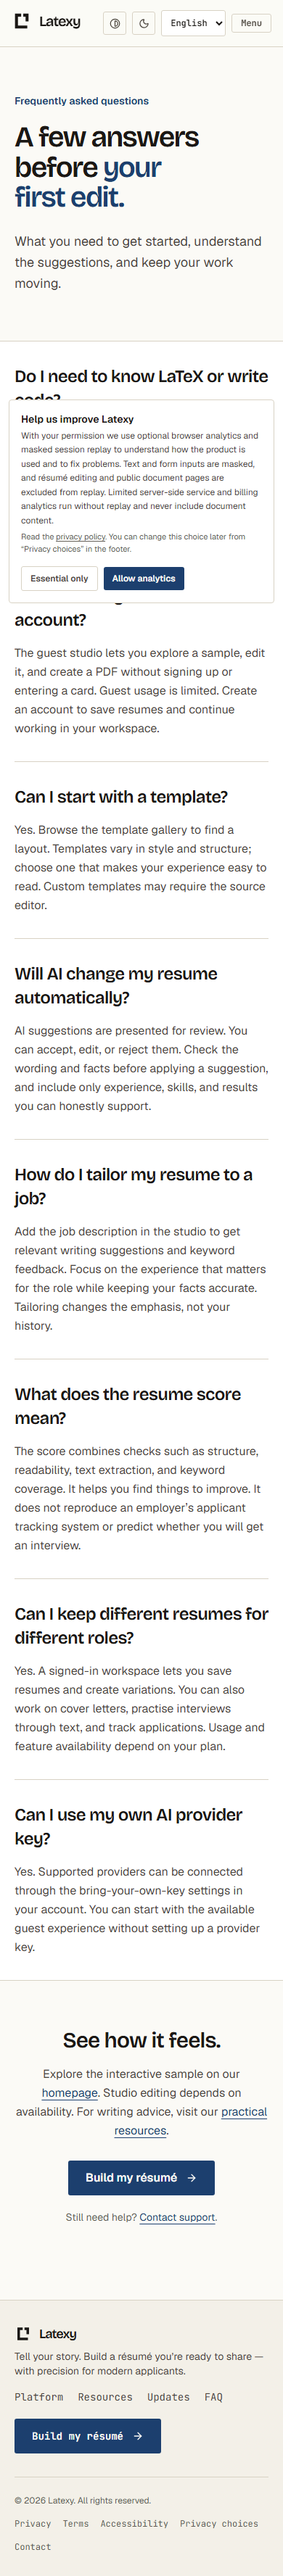 Latexy
English
Menu
Frequently asked questions
A few answers
before your
first edit.
What you need to get started, understand
the suggestions, and keep your work
moving.
Do I need to know LaTeX or write
Help us improve Latexy
With your permission we use optional browser analytics and
masked session replay to understand how the product is
used and to fix problems. Text and form inputs are masked,
and résumé editing and public document pages are
excluded from replay. Limited server-side service and billing
analytics run without replay and never include document
content.
Read the privacy policy. You can change this choice later from
“Privacy choices” in the footer.
Essential only
Allow analytics
account?
The guest studio lets you explore a sample, edit
it, and create a PDF without signing up or
entering a card. Guest usage is limited. Create
an account to save resumes and continue
working in your workspace.
Can I start with a template?
Yes. Browse the template gallery to find a
layout. Templates vary in style and structure;
choose one that makes your experience easy to
read. Custom templates may require the source
editor.
Will AI change my resume
automatically?
AI suggestions are presented for review. You
can accept, edit, or reject them. Check the
wording and facts before applying a suggestion,
and include only experience, skills, and results
you can honestly support.
How do I tailor my resume to a
job?
Add the job description in the studio to get
relevant writing suggestions and keyword
feedback. Focus on the experience that matters
for the role while keeping your facts accurate.
Tailoring changes the emphasis, not your
history.
What does the resume score
mean?
The score combines checks such as structure,
readability, text extraction, and keyword
coverage. It helps you find things to improve. It
does not reproduce an employer's applicant
tracking system or predict whether you will get
an interview.
Can I keep different resumes for
different roles?
Yes. A signed-in workspace lets you save
resumes and create variations. You can also
work on cover letters, practise interviews
through text, and track applications. Usage and
feature availability depend on your plan.
Can I use my own AI provider
key?
Yes. Supported providers can be connected
through the bring-your-own-key settings in
your account. You can start with the available
guest experience without setting up a provider
key.
See how it feels.
Explore the interactive sample on our
homepage. Studio editing depends on
availability. For writing advice, visit our practical
resources.
Build my résumé →
Still need help? Contact support.
Latexy
Tell your story. Build a résumé you're ready to share —
with precision for modern applicants.
Platform Resources Updates FAQ
Build my résumé →
© 2026 Latexy. All rights reserved.
Privacy Terms Accessibility Privacy choices
Contact